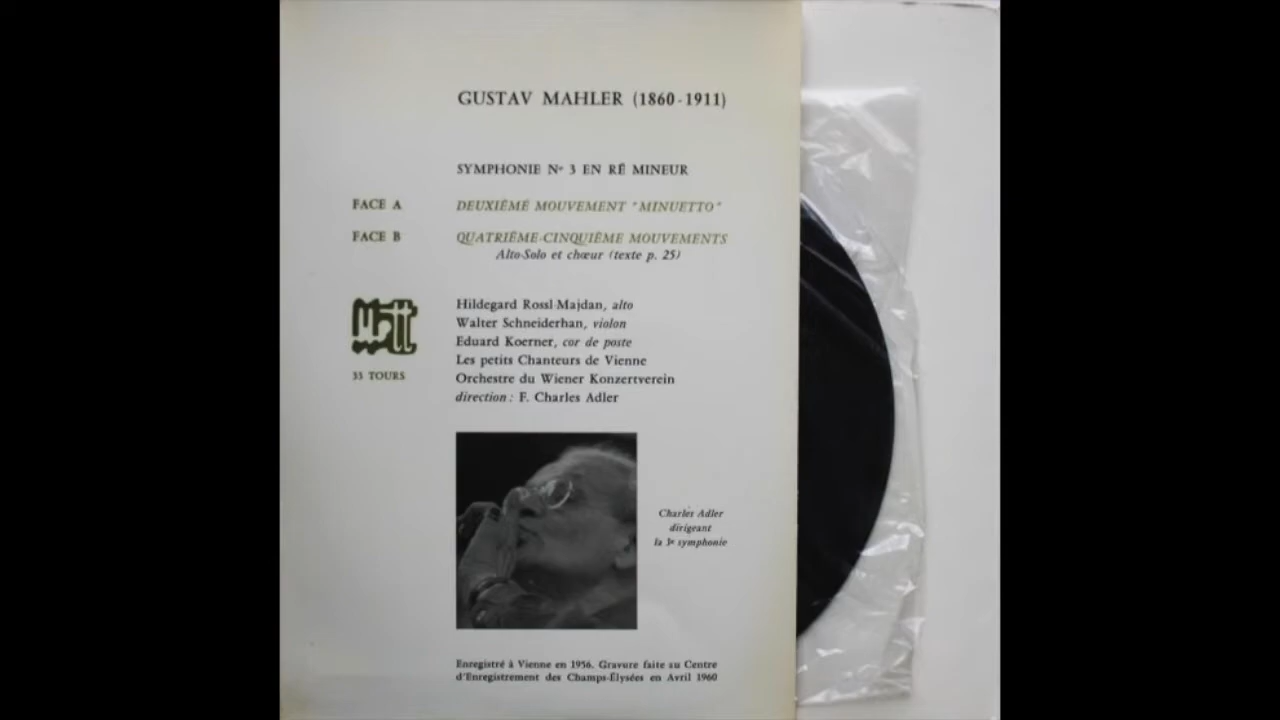 GUSTAV MAHLER (1860-1911)
SYMPHONIE Nº 3 EN RÉ MINEUR
FACE A DEUXIÈME MOUVEMENT "MINUETTO"
FACE B QUATRIÈME-CINQUIÈME MOUVEMENTS
Alto-Solo et chœur (texte p. 25)
Hildegard Rossl-Majdan, alto
Walter Schneiderhan, violon
Eduard Koerner, cor de poste
Les petits Chanteurs de Vienne
33 TOURS Orchestre du Wiener Konzertverein
direction : F. Charles Adler
Charles Adler
dirigeant
la 3e symphonie
Enregistré à Vienne en 1956. Gravure faite au Centre
d'Enregistrement des Champs-Élysées en Avril 1960